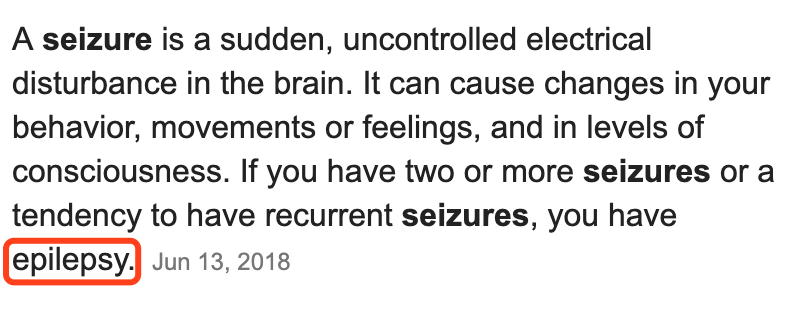 A seizure is a sudden, uncontrolled electrical
disturbance in the brain. It can cause changes in your
behavior, movements or feelings, and in levels of
consciousness. If you have two or more seizures or a
tendency to have recurrent seizures, you have
epilepsy. Jun 13, 2018